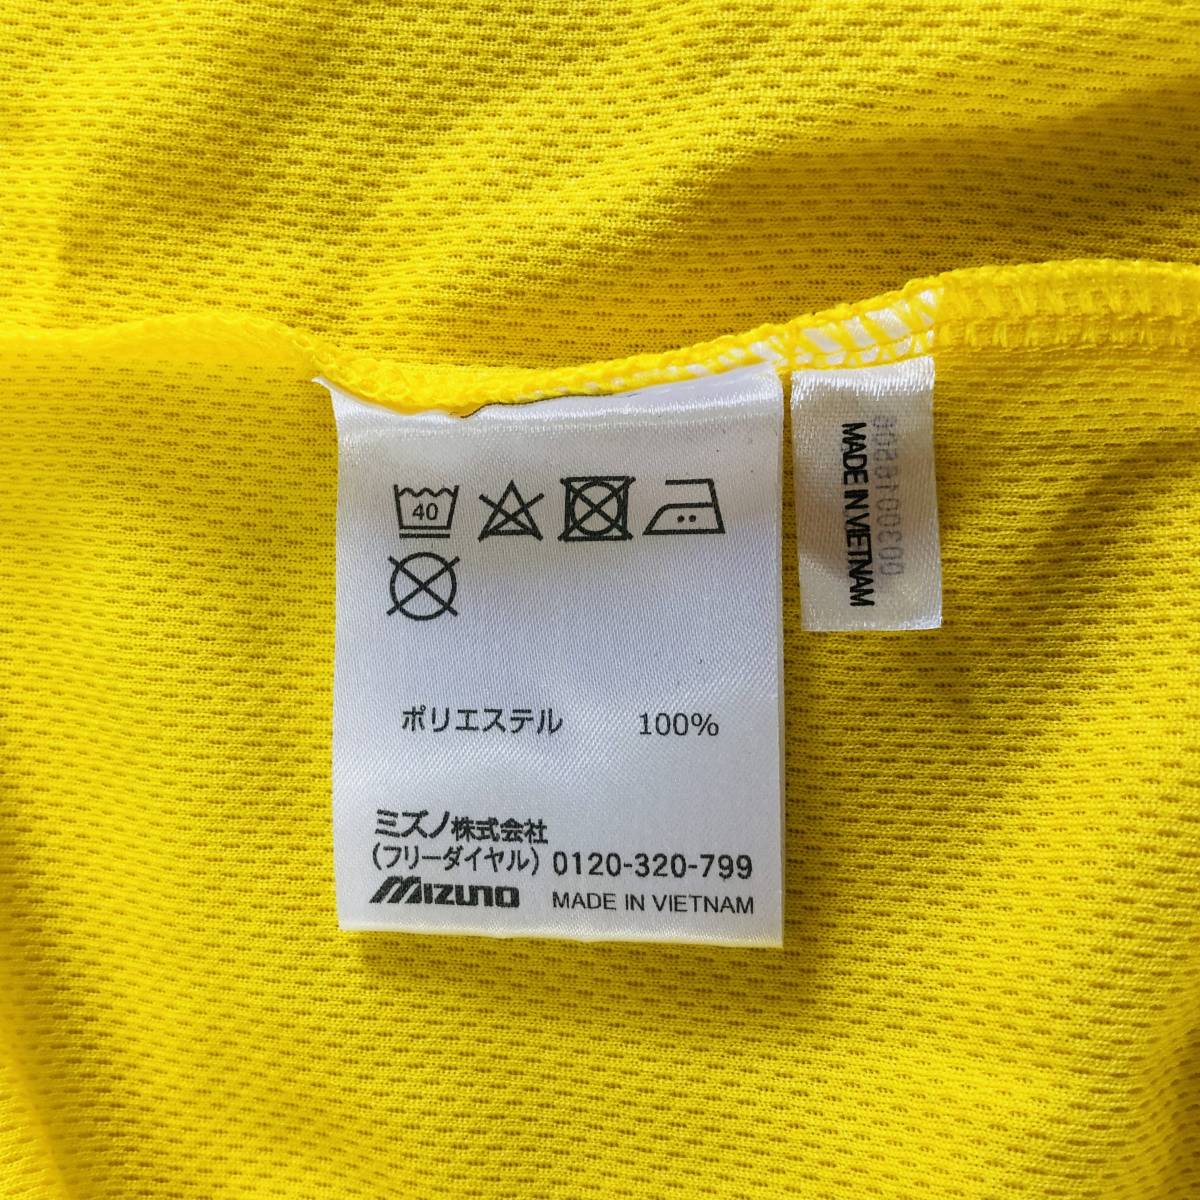 40
ポリエステル 100%
ミズノ株式会社
(フリーダイヤル) 0120-320-799
MIZUNO MADE IN VIETNAM
MADE IN VIETNAM